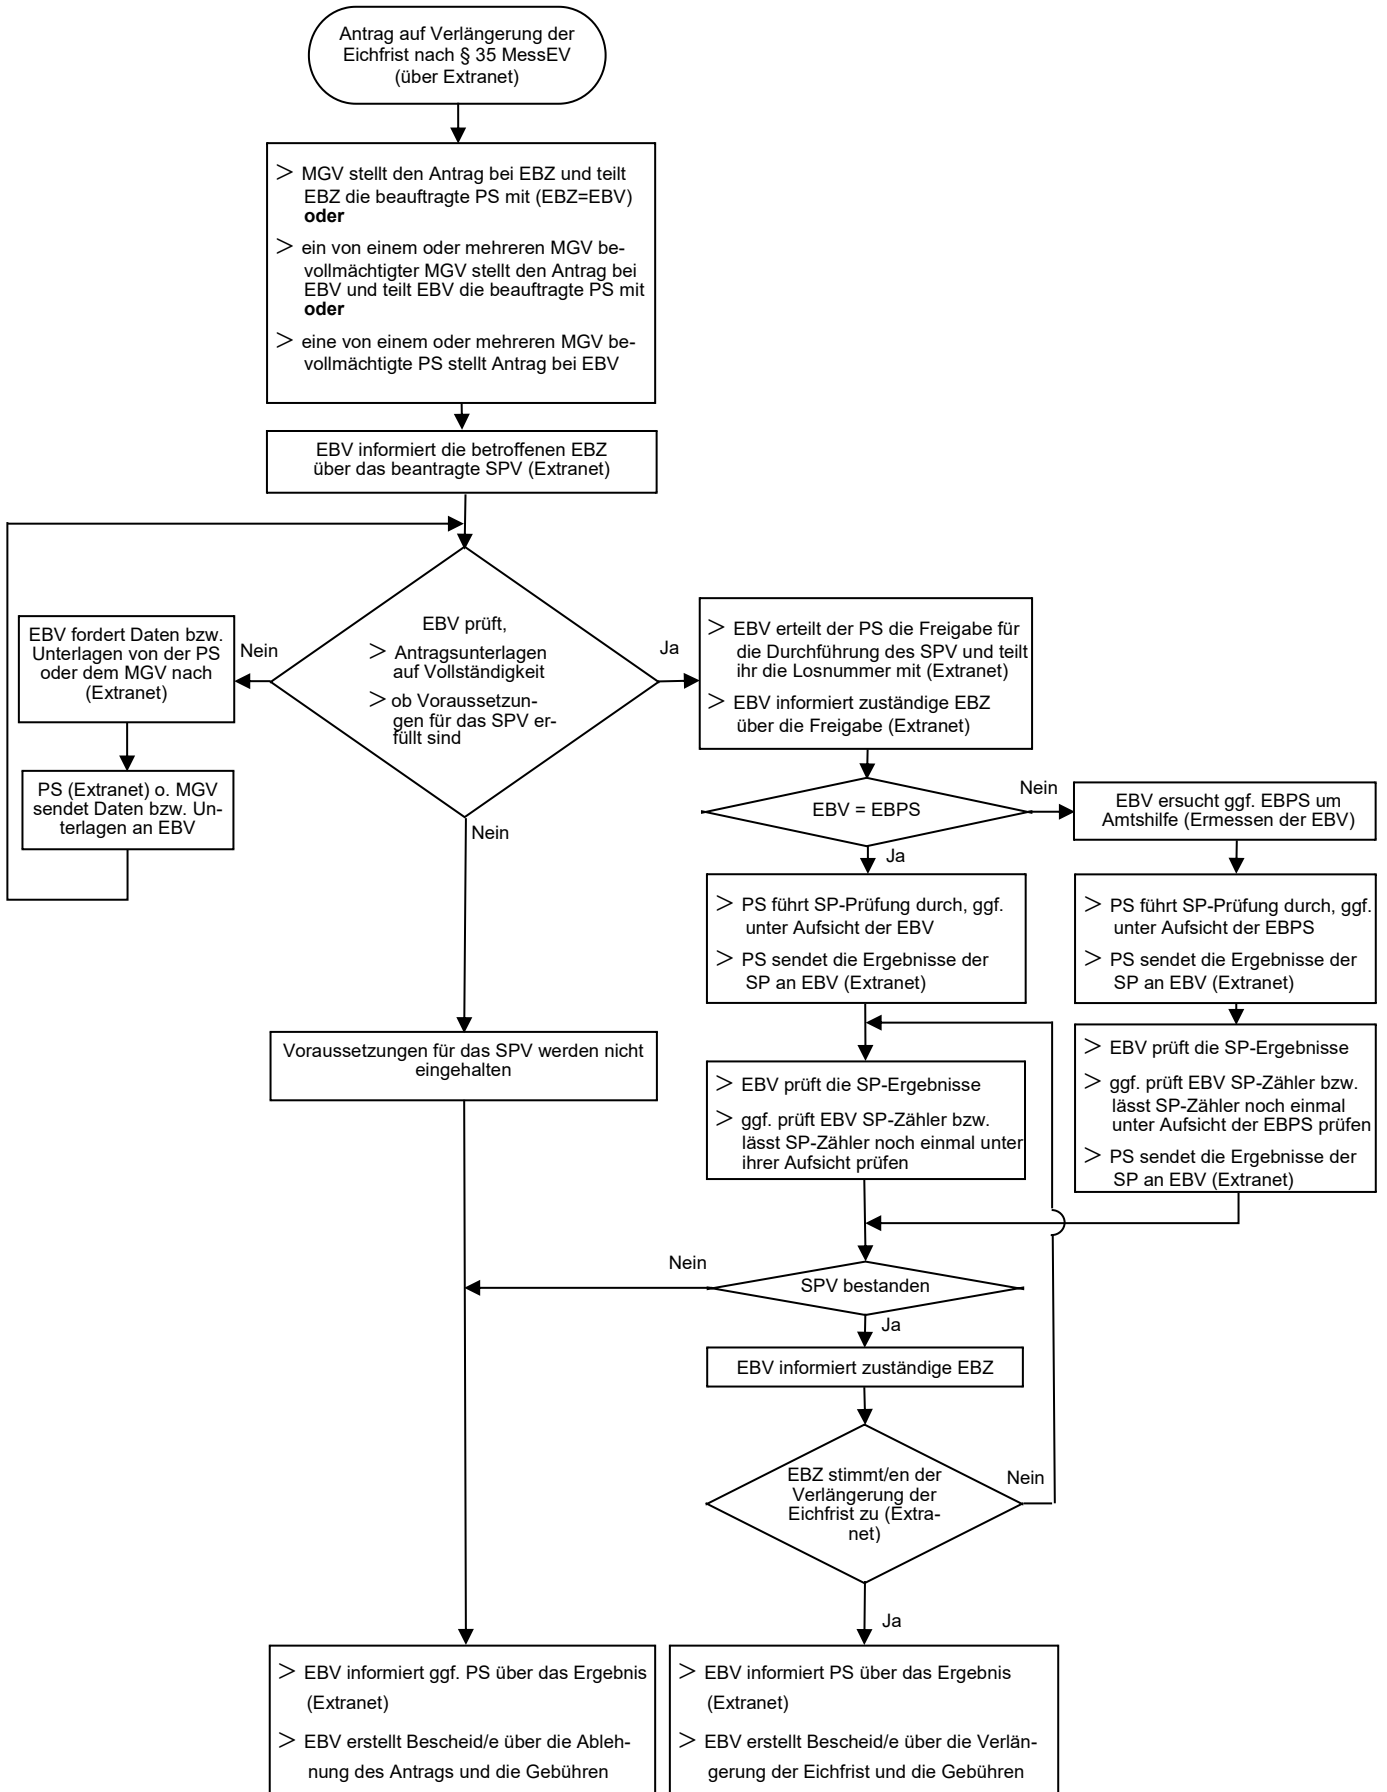 Antrag auf Verlängerung der
Eichfrist nach § 35 MessEV
(über Extranet)
> MGV stellt den Antrag bei EBZ und teilt
EBZ die beauftragte PS mit (EBZ=EBV)
oder
> ein von einem oder mehreren MGV be-
vollmächtigter MGV stellt den Antrag bei
EBV und teilt EBV die beauftragte PS mit
oder
> eine von einem oder mehreren MGV be-
vollmächtigte PS stellt Antrag bei EBV
EBV informiert die betroffenen EBZ
über das beantragte SPV (Extranet)
EBV prüft,
> Antragsunterlagen
auf Vollständigkeit
> ob Voraussetzun-
gen für das SPV er-
füllt sind
Nein
EBV fordert Daten bzw.
Unterlagen von der PS
oder dem MGV nach
(Extranet)
PS (Extranet) o. MGV
sendet Daten bzw. Un-
terlagen an EBV
Ja
> EBV erteilt der PS die Freigabe für
die Durchführung des SPV und teilt
ihr die Losnummer mit (Extranet)
> EBV informiert zuständige EBZ
über die Freigabe (Extranet)
EBV = EBPS
Nein
EBV ersucht ggf. EBPS um
Amtshilfe (Ermessen der EBV)
Nein
Ja
> PS führt SP-Prüfung durch, ggf.
unter Aufsicht der EBV
> PS sendet die Ergebnisse der
SP an EBV (Extranet)
> PS führt SP-Prüfung durch, ggf.
unter Aufsicht der EBPS
> PS sendet die Ergebnisse der
SP an EBV (Extranet)
Voraussetzungen für das SPV werden nicht
eingehalten
> EBV prüft die SP-Ergebnisse
> ggf. prüft EBV SP-Zähler bzw.
lässt SP-Zähler noch einmal unter
ihrer Aufsicht prüfen
> EBV prüft die SP-Ergebnisse
> ggf. prüft EBV SP-Zähler bzw.
lässt SP-Zähler noch einmal
unter Aufsicht der EBPS prüfen
> PS sendet die Ergebnisse der
SP an EBV (Extranet)
Nein
SPV bestanden
Ja
EBV informiert zuständige EBZ
EBZ stimmt/en der
Verlängerung der
Eichfrist zu (Extra-
net)
Nein
Ja
> EBV informiert ggf. PS über das Ergebnis
(Extranet)
> EBV erstellt Bescheid/e über die Ableh-
nung des Antrags und die Gebühren
> EBV informiert PS über das Ergebnis
(Extranet)
> EBV erstellt Bescheid/e über die Verlän-
gerung der Eichfrist und die Gebühren